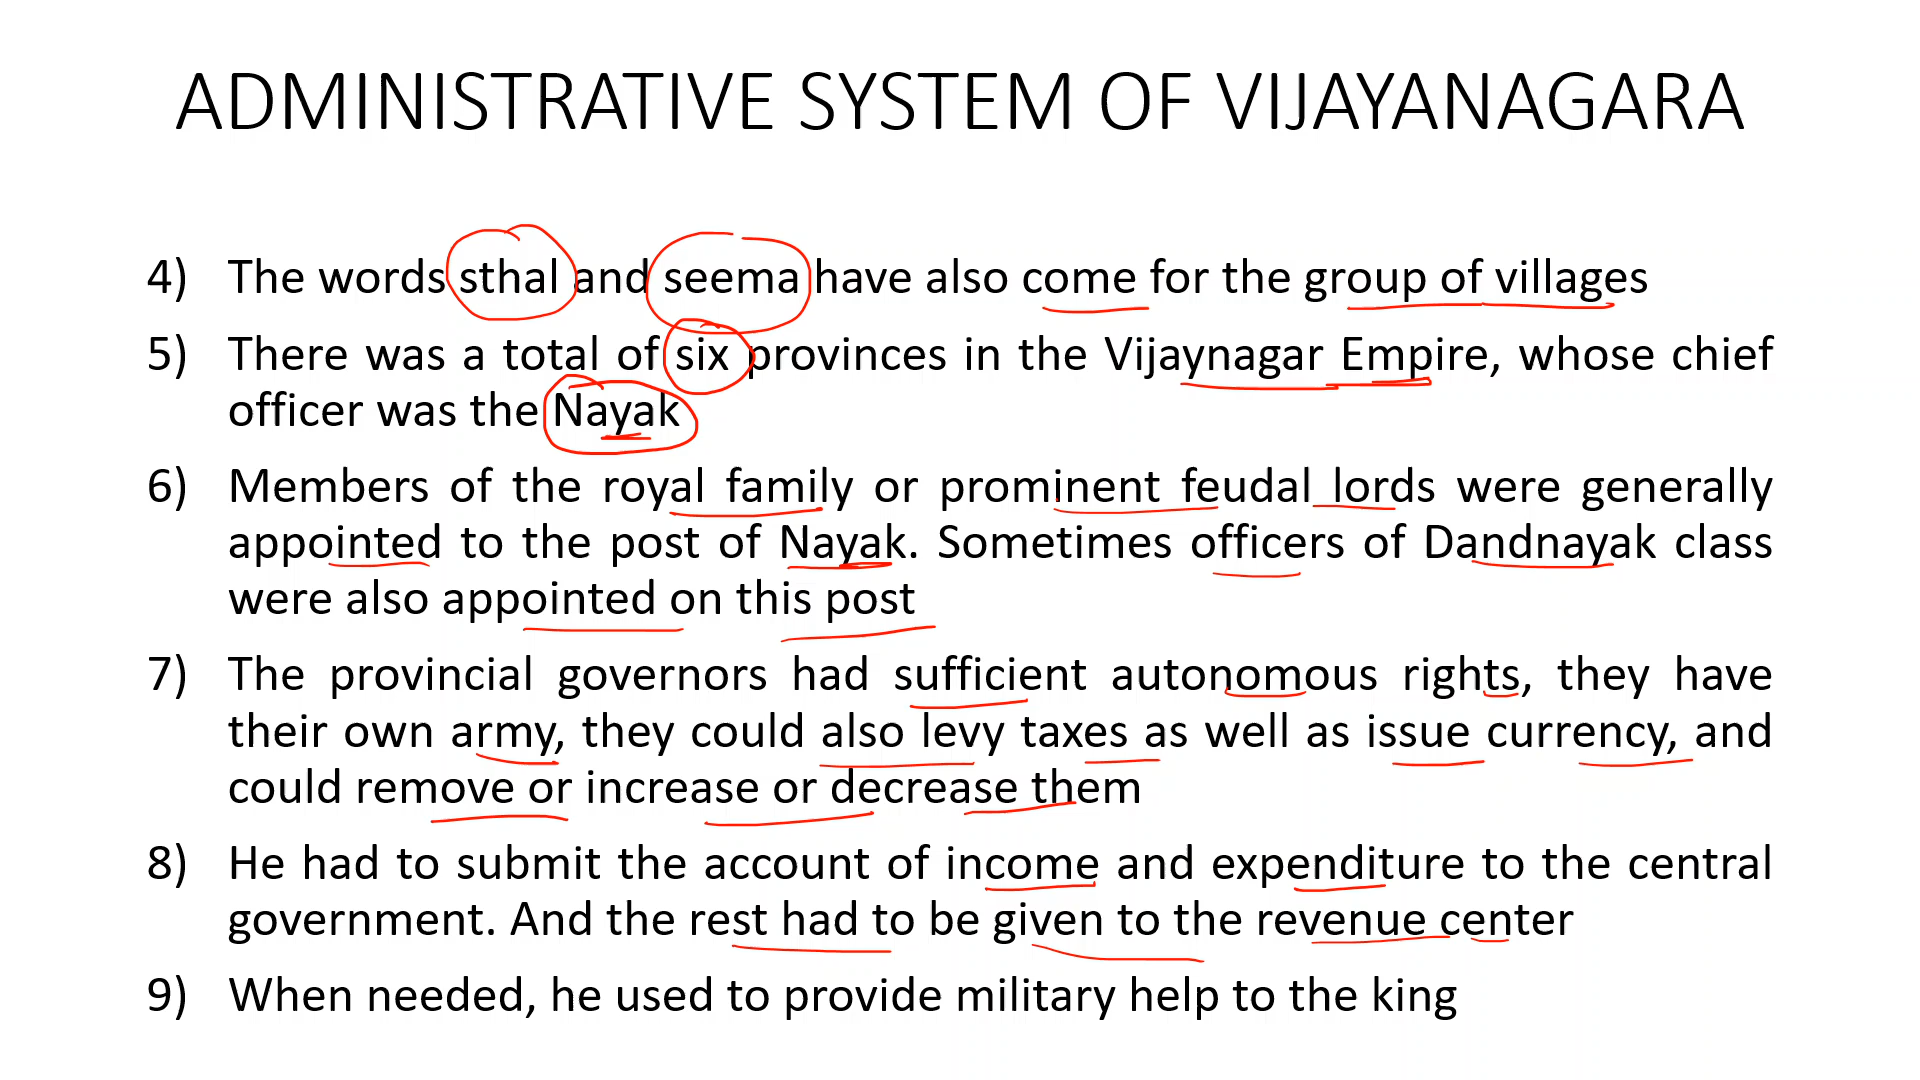 ADMINISTRATIVE SYSTEM OF VIJAYANAGARA
4) The words sthal and seema have also come for the group of villages
5) There was a total of six provinces in the Vijaynagar Empire, whose chief
officer was the Nayak
6) Members of the royal family or prominent feudal lords were generally
appointed to the post of Nayak. Sometimes officers of Dandnayak class
were also appointed on this post
7) The provincial governors had sufficient autonomous rights, they have
their own army, they could also levy taxes as well as issue currency, and
could remove or increase or decrease them
8) He had to submit the account of income and expenditure to the central
government. And the rest had to be given to the revenue center
9) When needed, he used to provide military help to the king